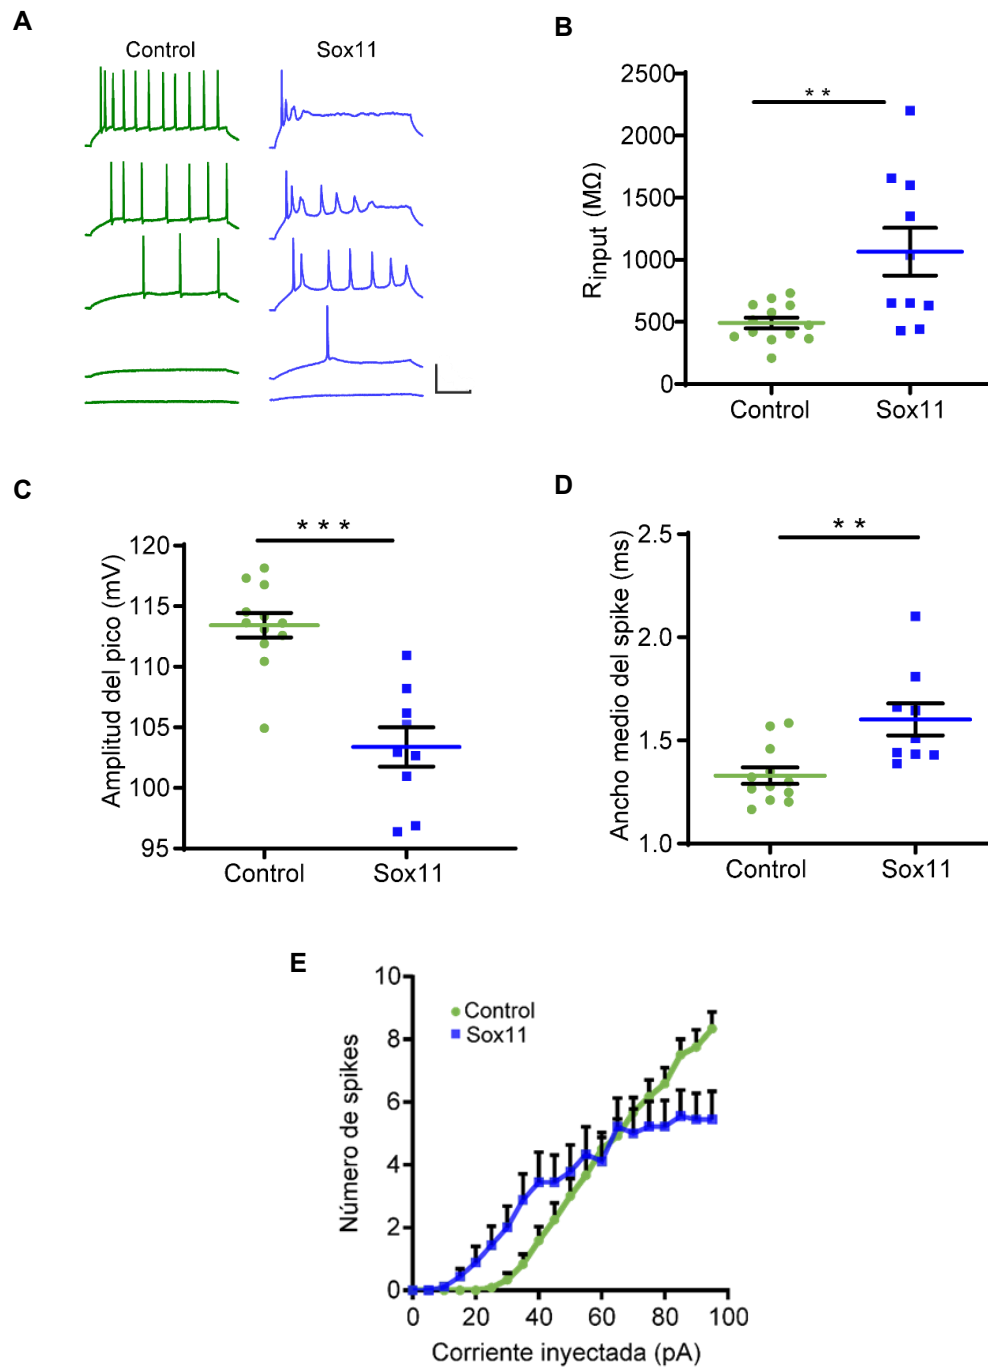 A
Control
Sox11
B
* *
2500
2000
1500
1000
500
0
Rinput (MΩ)
Control
Sox11
C
* * *
120
115
110
105
100
95
Amplitud del pico (mV)
Control
Sox11
D
* *
2.5
2.0
1.5
1.0
Ancho medio del spike (ms)
Control
Sox11
E
10
8
6
4
2
0
Número de spikes
Control
Sox11
0 20 40 60 80 100
Corriente inyectada (pA)